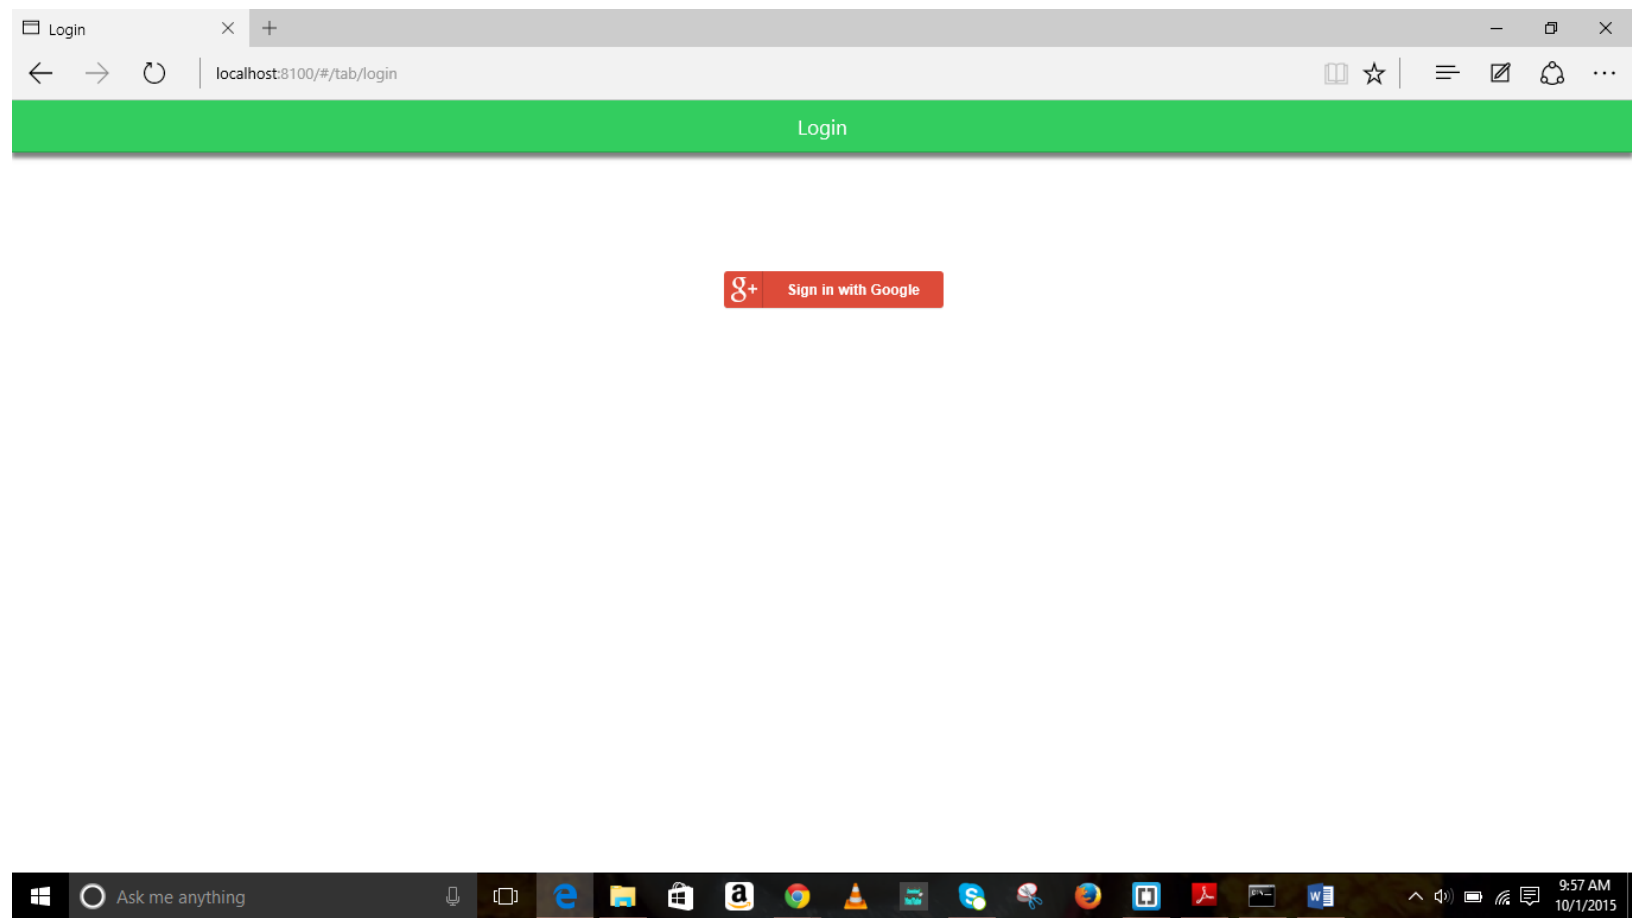 Login
localhost:8100/#/tab/login
Login
g+ Sign in with Google
Ask me anything
9:57 AM
10/1/2015